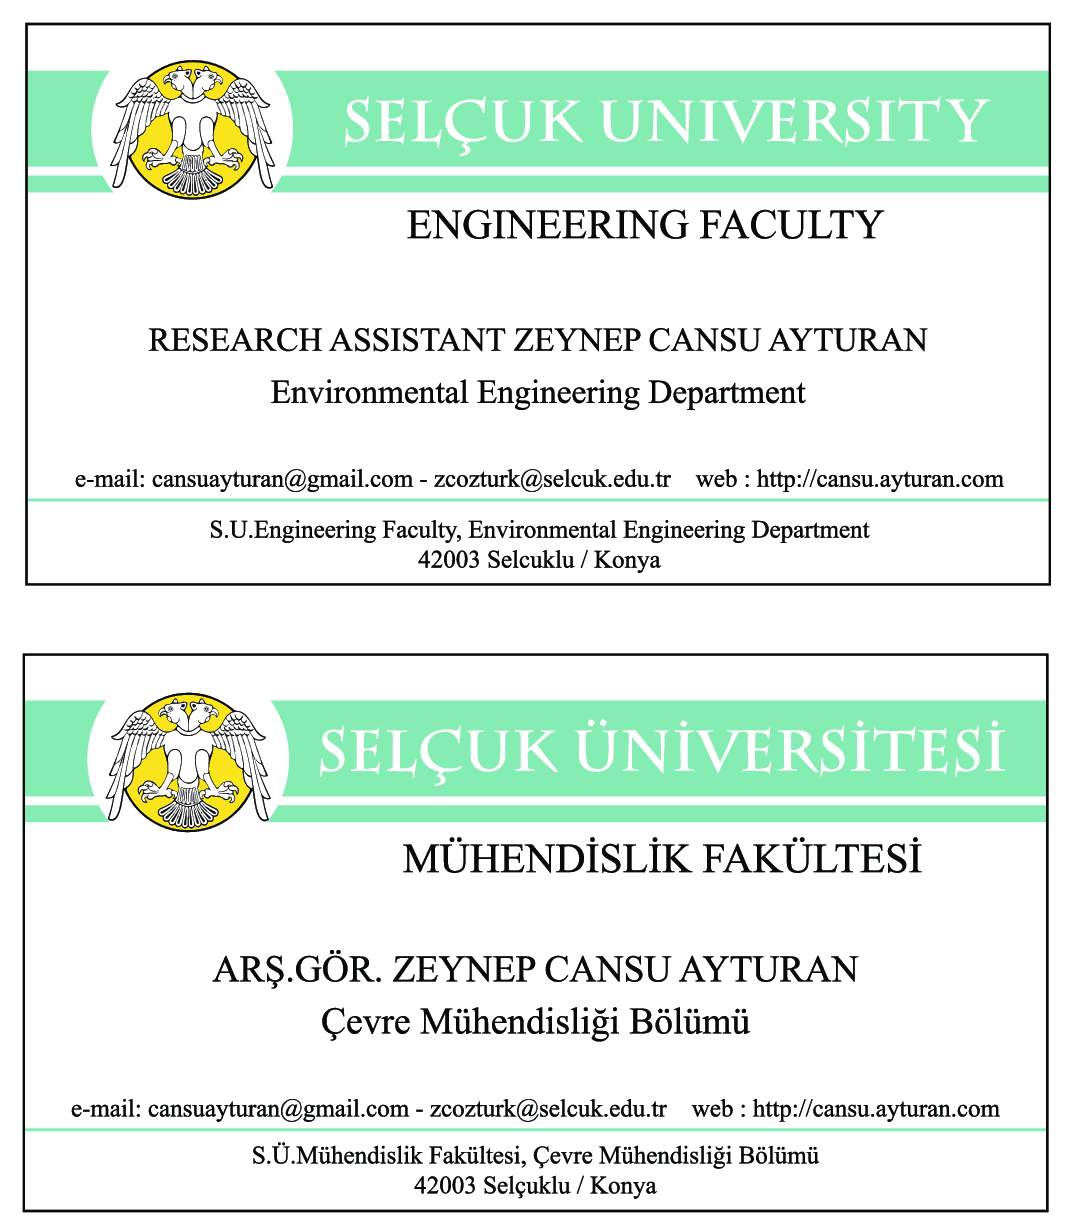 SELÇUK UNIVERSITY
ENGINEERING FACULTY
RESEARCH ASSISTANT ZEYNEP CANSU AYTURAN
Environmental Engineering Department
e-mail: cansuayturan@gmail.com - zcozturk@selcuk.edu.tr web : http://cansu.ayturan.com
S.U.Engineering Faculty, Environmental Engineering Department
42003 Selcuklu / Konya
SELÇUK ÜNİVERSİTESİ
MÜHENDİSLİK FAKÜLTESİ
ARŞ.GÖR. ZEYNEP CANSU AYTURAN
Çevre Mühendisliği Bölümü
e-mail: cansuayturan@gmail.com - zcozturk@selcuk.edu.tr web : http://cansu.ayturan.com
S.Ü.Mühendislik Fakültesi, Çevre Mühendisliği Bölümü
42003 Selçuklu / Konya